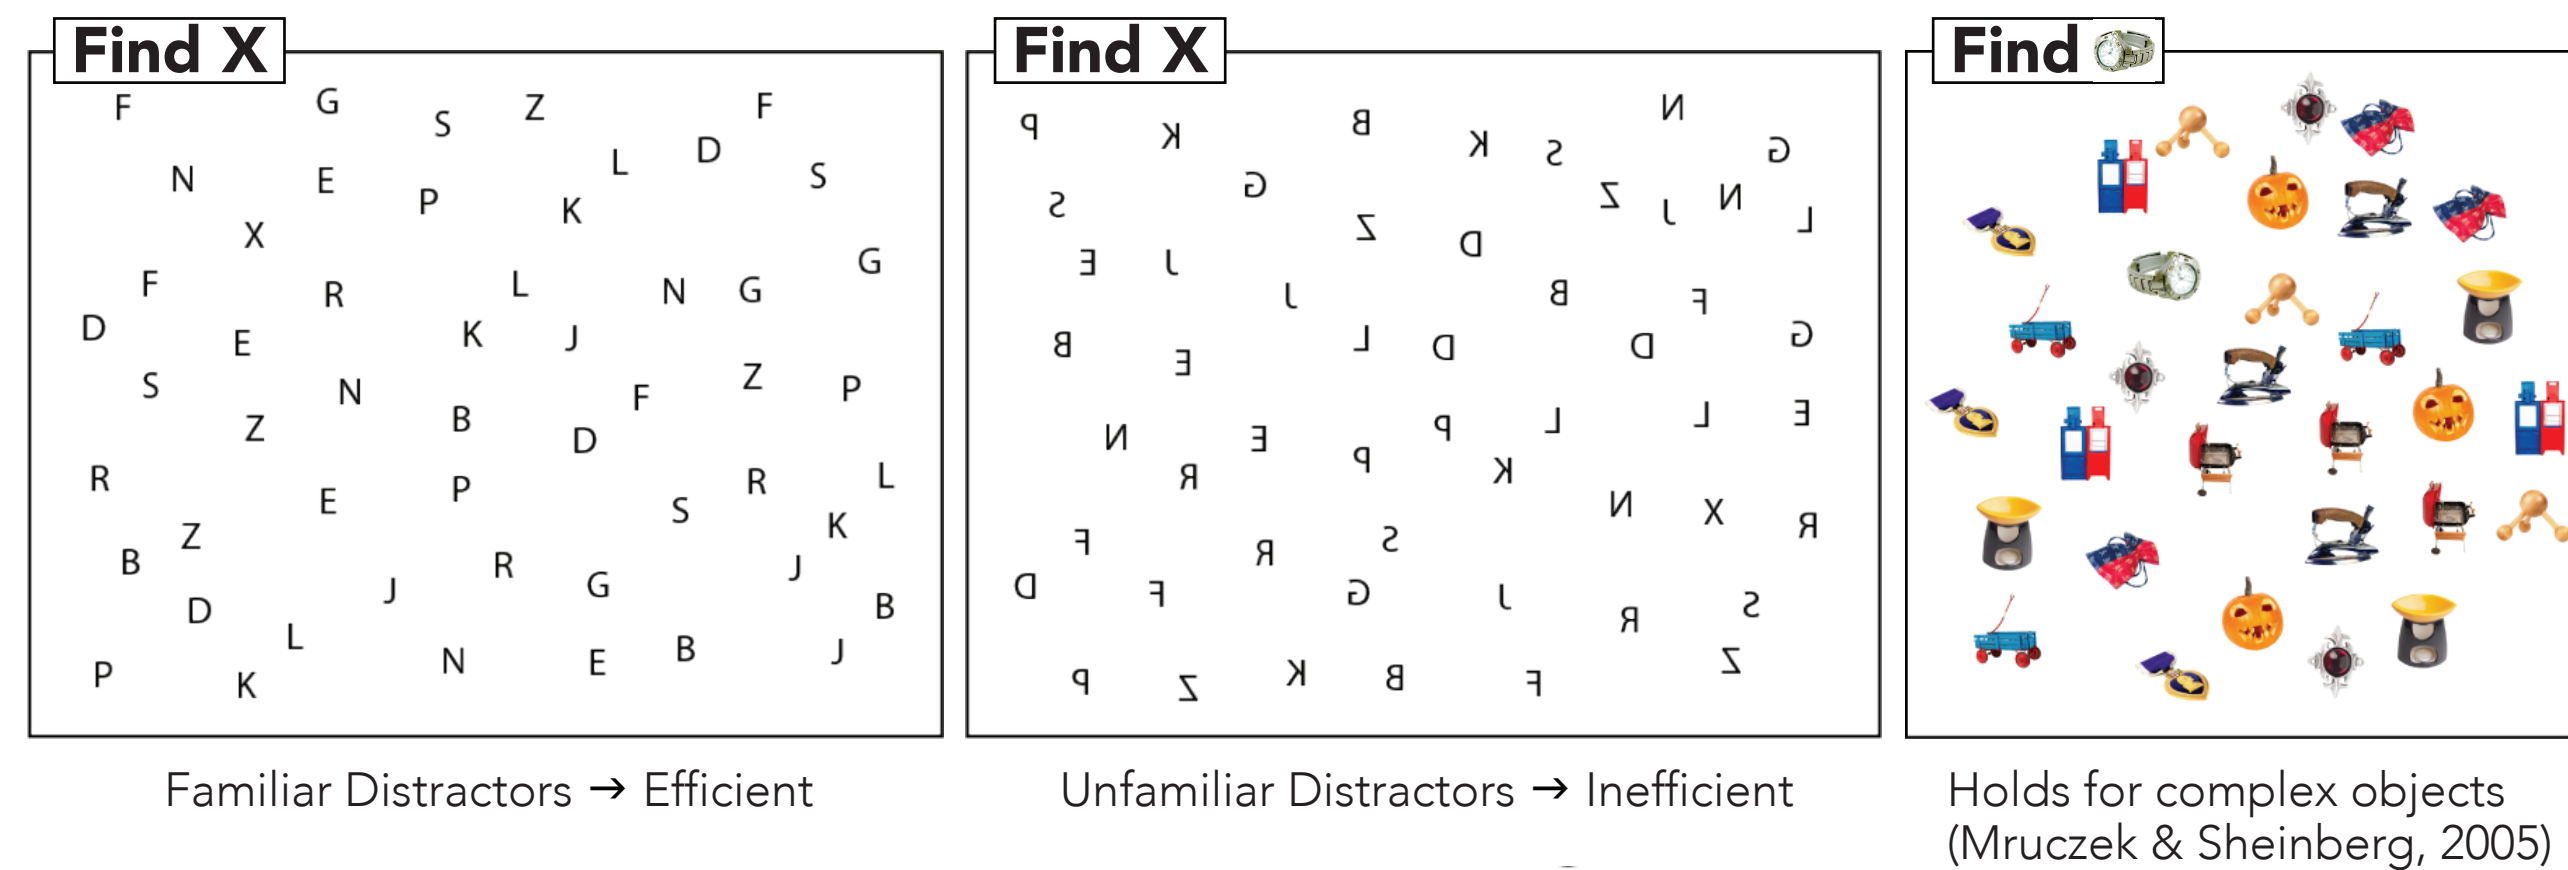 Find X
F G S Z F
N E P K L D S
X G
F R L N G
D E K J
S N F Z P
Z B D
R E P S R L
Z K
B R J
D J G B
L
P K N E B J
Familiar Distractors → Efficient
Find X
P K B K S N G
S G Z D Z J N L
E J
J B F
B E L D D G
N E P L L E
R P K
N X R
F R S
D F G J R S
P Z K B F Z
Unfamiliar Distractors → Inefficient
Find
Holds for complex objects
(Mruczek & Sheinberg, 2005)